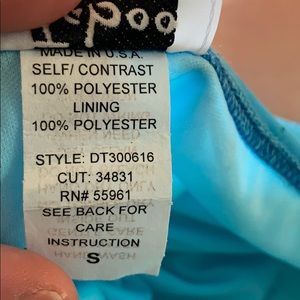 MADE IN U.S.A.
SELF/ CONTRAST
100% POLYESTER
LINING
100% POLYESTER
STYLE: DT300616
CUT: 34831
RN# 55961
SEE BACK FOR
CARE
INSTRUCTION
S